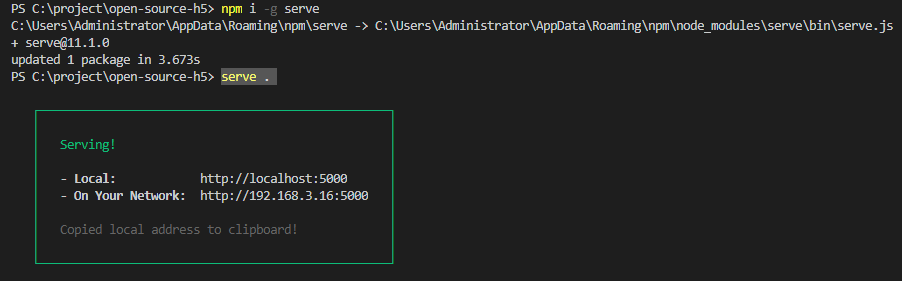 PS C:\project\open-source-h5> npm i -g serve
C:\Users\Administrator\AppData\Roaming\npm\serve -> C:\Users\Administrator\AppData\Roaming\npm\node_modules\serve\bin\serve.js
+ serve@11.1.0
updated 1 package in 3.673s
PS C:\project\open-source-h5> serve .
Serving!
- Local: http://localhost:5000
- On Your Network: http://192.168.3.16:5000
Copied local address to clipboard!